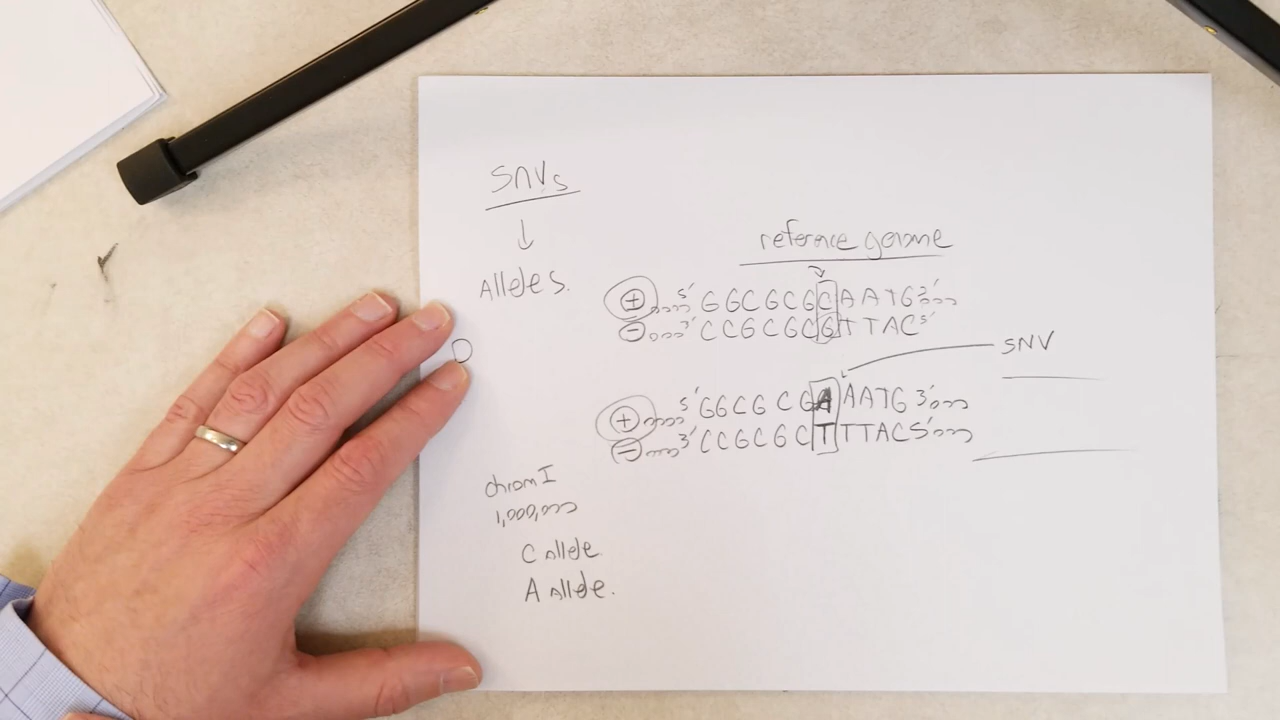 SNVs
↓
Alleles.
reference genome
+ 5' GGCGCGCAATG 3'
- 3' CCGCGCGTTAC 5'
SNV
+ 5' GGCGCGAAATG 3'
- 3' CCGCGCTTTAC 5'
chrom I
1,000,000
C allele
A allele.